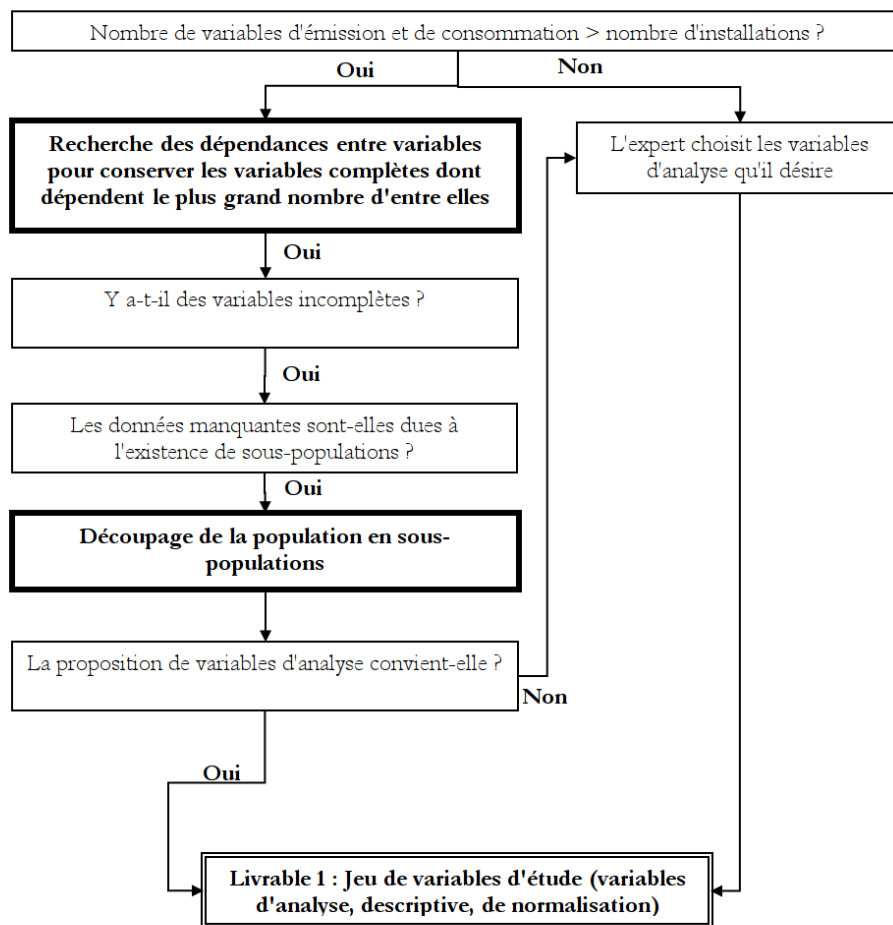 Nombre de variables d'émission et de consommation > nombre d'installations ?
Oui
Non
Recherche des dépendances entre variables
pour conserver les variables complètes dont
dépendent le plus grand nombre d'entre elles
L'expert choisit les variables
d'analyse qu'il désire
Oui
Y a-t-il des variables incomplètes ?
Oui
Les données manquantes sont-elles dues à
l'existence de sous-populations ?
Oui
Découpage de la population en sous-
populations
La proposition de variables d'analyse convient-elle ?
Non
Oui
Livrable 1 : Jeu de variables d'étude (variables
d'analyse, descriptive, de normalisation)